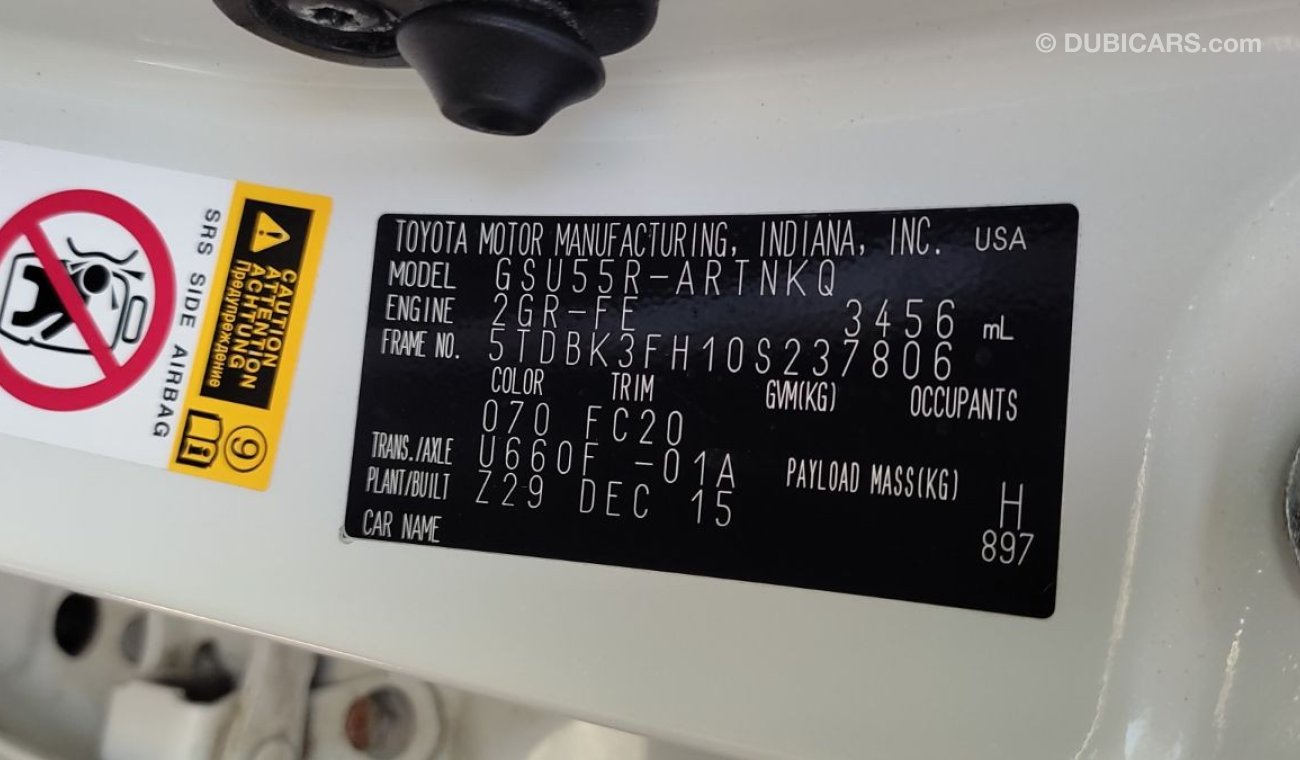 © DUBICARS.com
SRS SIDE AIRBAG
CAUTION
ATTENTION
ACHTUNG
Предупреждение
9
TOYOTA MOTOR MANUFACTURING, INDIANA, INC. USA
MODEL GSU55R-ARTNKQ
ENGINE 2GR-FE 3456 mL
FRAME NO. 5TDBK3FH10S237806
COLOR TRIM GVM(KG) OCCUPANTS
070 FC20
TRANS./AXLE U660F -01A PAYLOAD MASS(KG) H
PLANT/BUILT Z29 DEC 15 897
CAR NAME